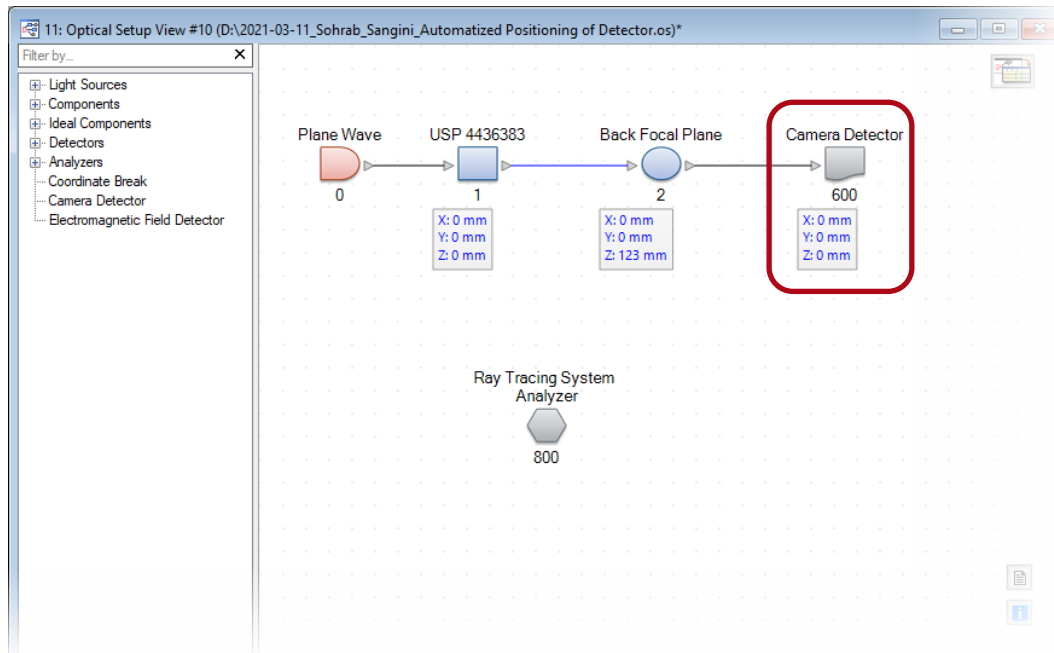 11: Optical Setup View #10 (D:\2021-03-11_Sohrab_Sangini_Automatized Positioning of Detector.os)*
Filter by...
Light Sources
Components
Ideal Components
Detectors
Analyzers
Coordinate Break
Camera Detector
Electromagnetic Field Detector
Plane Wave
0
USP 4436383
1
X: 0 mm
Y: 0 mm
Z: 0 mm
Back Focal Plane
2
X: 0 mm
Y: 0 mm
Z: 123 mm
Camera Detector
600
X: 0 mm
Y: 0 mm
Z: 0 mm
Ray Tracing System
Analyzer
800